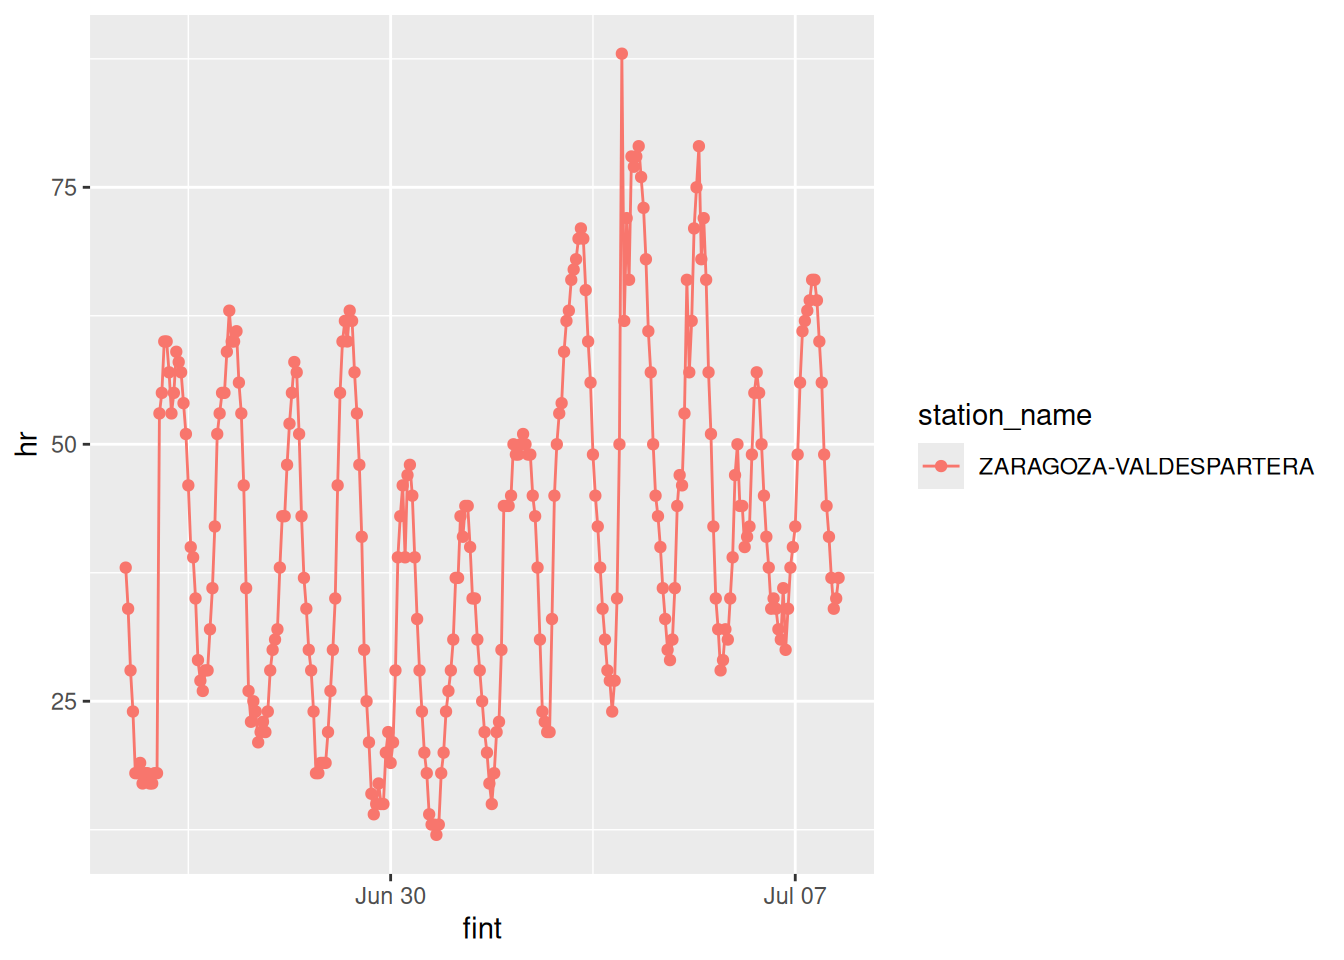 hr
75
50
25
Jun 30
Jul 07
fint
station_name
ZARAGOZA-VALDESPARTERA